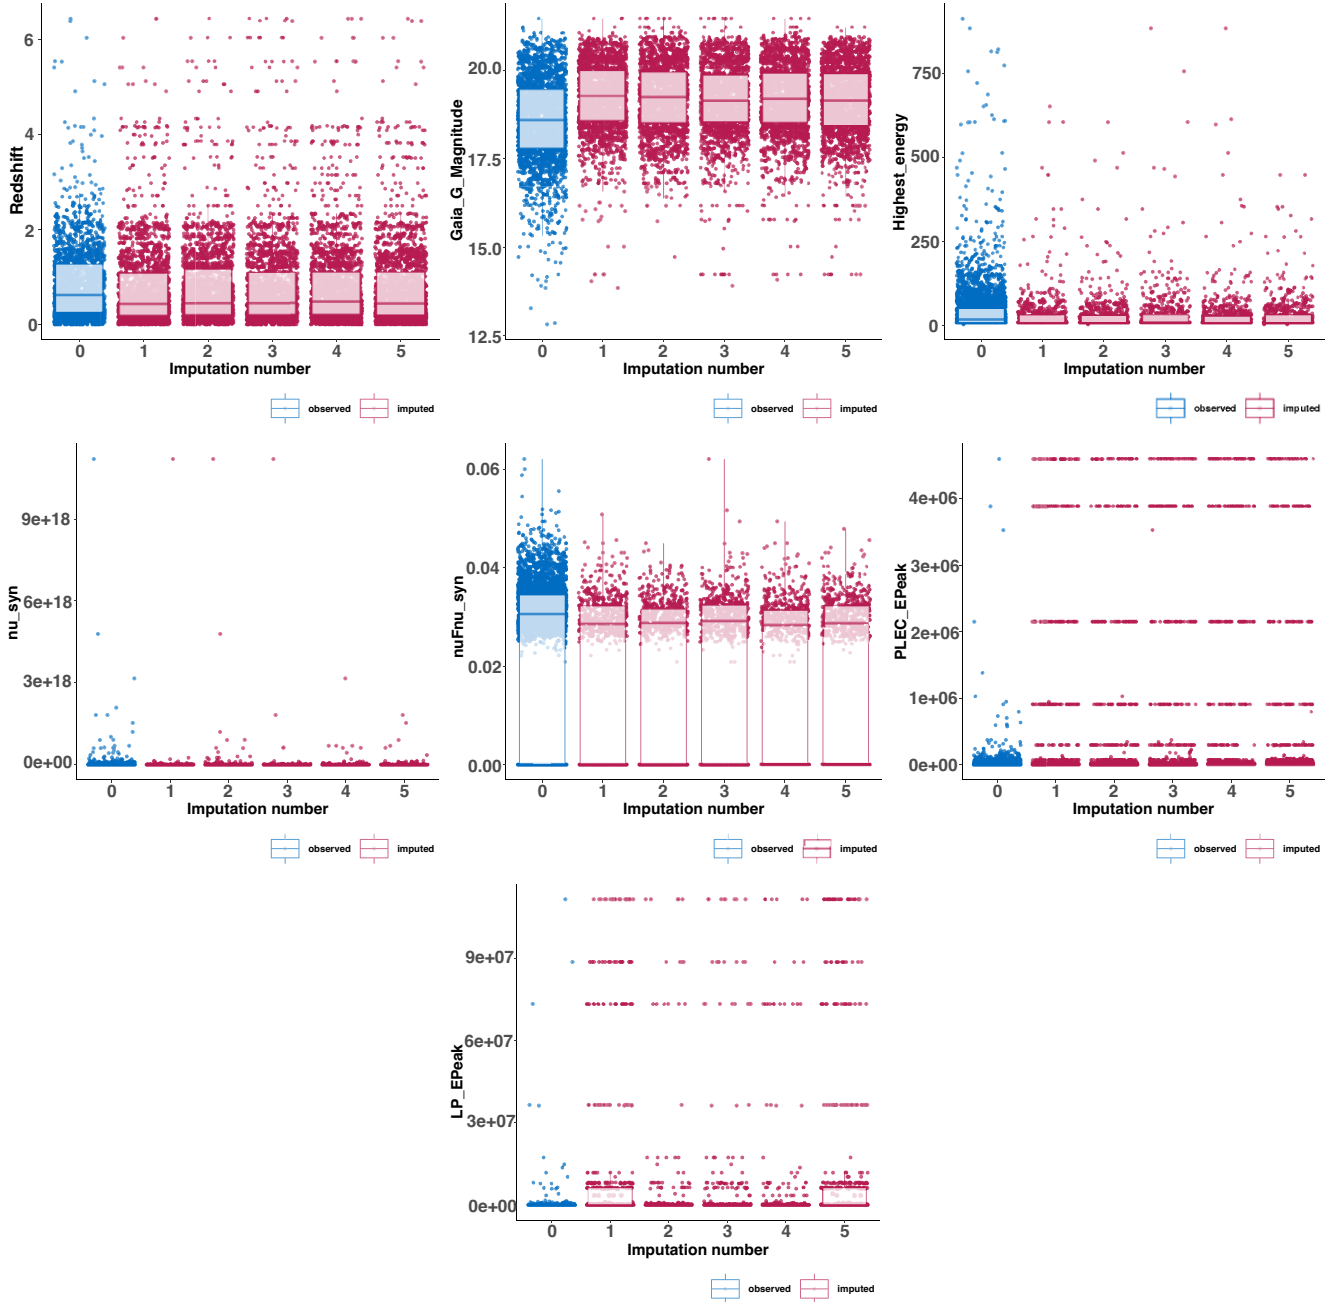 Redshift
6
4
2
0
0 1 2 3 4 5
Imputation number
observed imputed
Gaia_G_Magnitude
20.0
17.5
15.0
12.5
0 1 2 3 4 5
Imputation number
observed imputed
Highest_energy
750
500
250
0
0 1 2 3 4 5
Imputation number
observed imputed
nu_syn
9e+18
6e+18
3e+18
0e+00
0 1 2 3 4 5
Imputation number
observed imputed
nuFnu_syn
0.06
0.04
0.02
0.00
0 1 2 3 4 5
Imputation number
observed imputed
PLEC_EPeak
4e+06
3e+06
2e+06
1e+06
0e+00
0 1 2 3 4 5
Imputation number
observed imputed
LP_EPeak
9e+07
6e+07
3e+07
0e+00
0 1 2 3 4 5
Imputation number
observed imputed